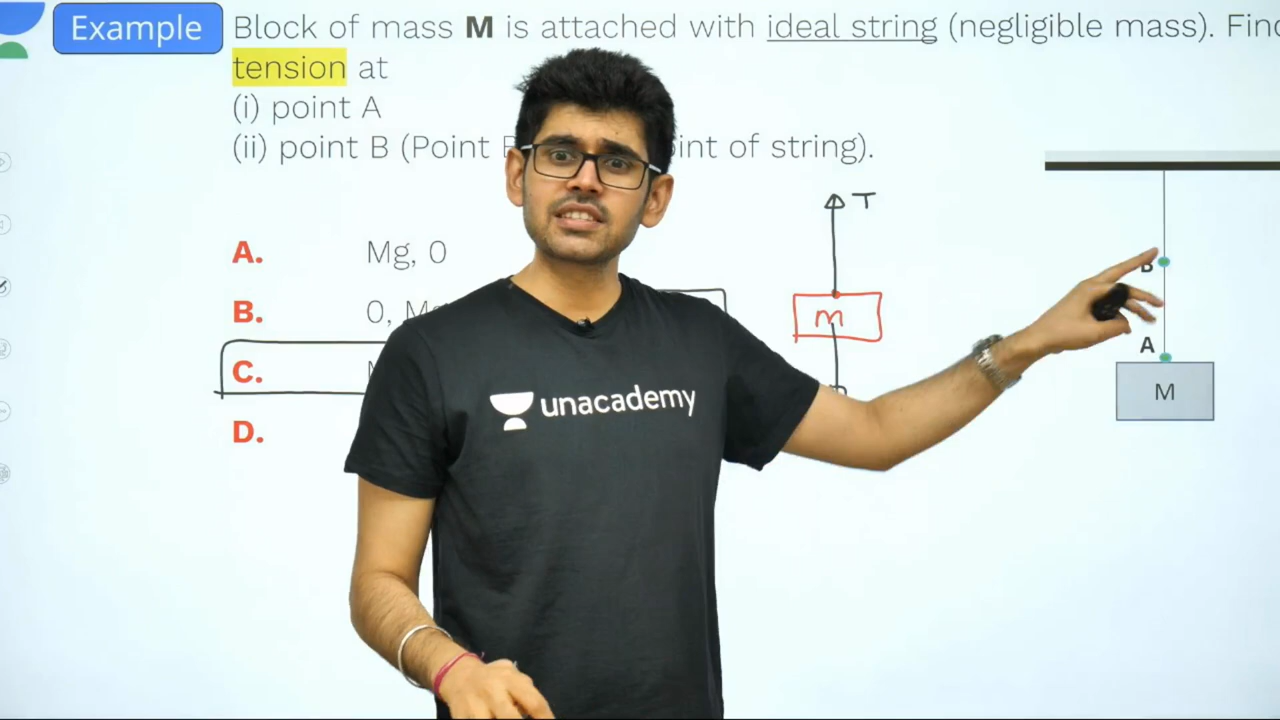 Example
Block of mass M is attached with ideal string (negligible mass). Find
tension at
(i) point A
(ii) point B (Point of string).
A. Mg, 0
B. 0,
C.
D.
T
m
B
A
M
unacademy